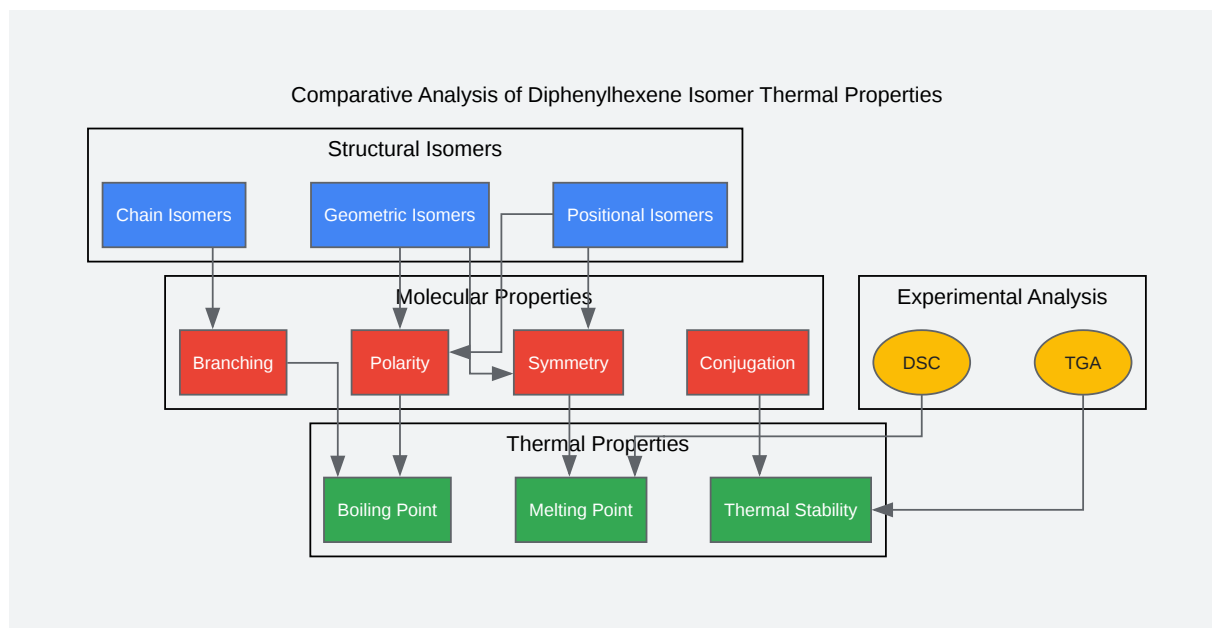 Comparative Analysis of Diphenylhexene Isomer Thermal Properties
Structural Isomers
Chain Isomers
Geometric Isomers
Positional Isomers
Molecular Properties
Experimental Analysis
Branching
Polarity
Symmetry
Conjugation
DSC
TGA
Thermal Properties
Boiling Point
Melting Point
Thermal Stability